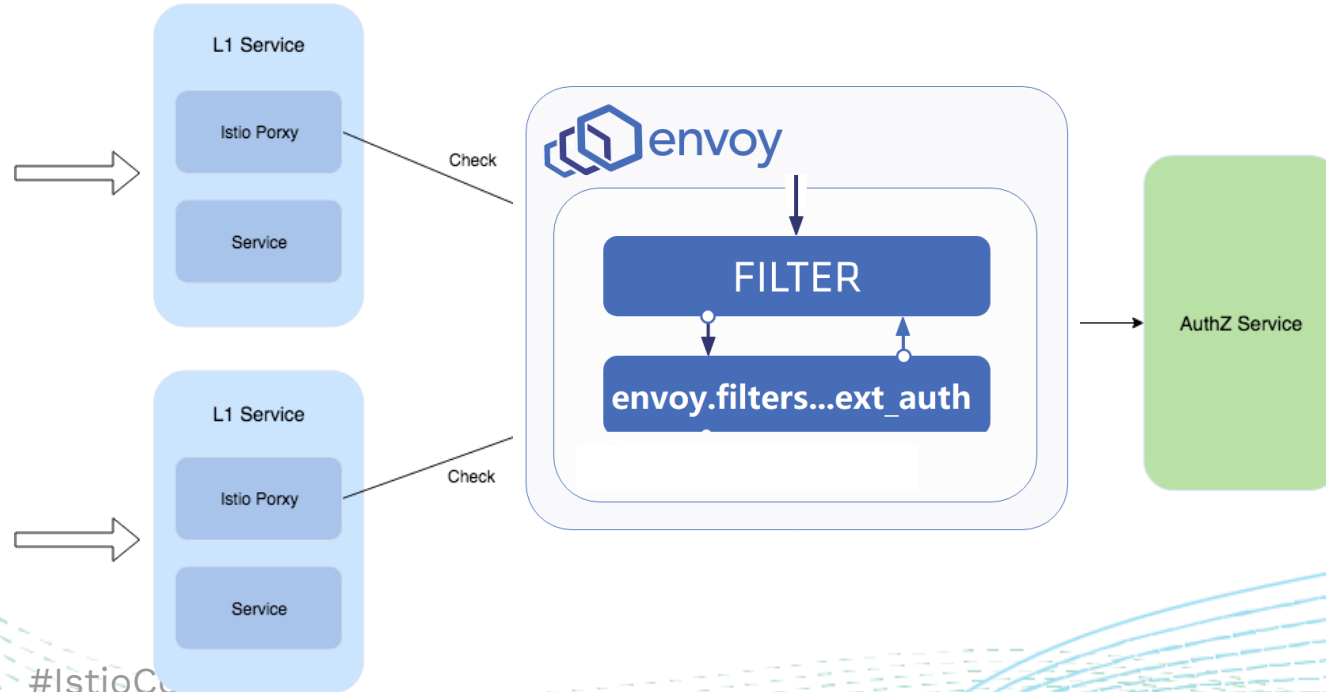 L1 Service
Istio Porxy
Service
Check
envoy
FILTER
envoy.filters...ext_auth
AuthZ Service
L1 Service
Istio Porxy
Service
Check